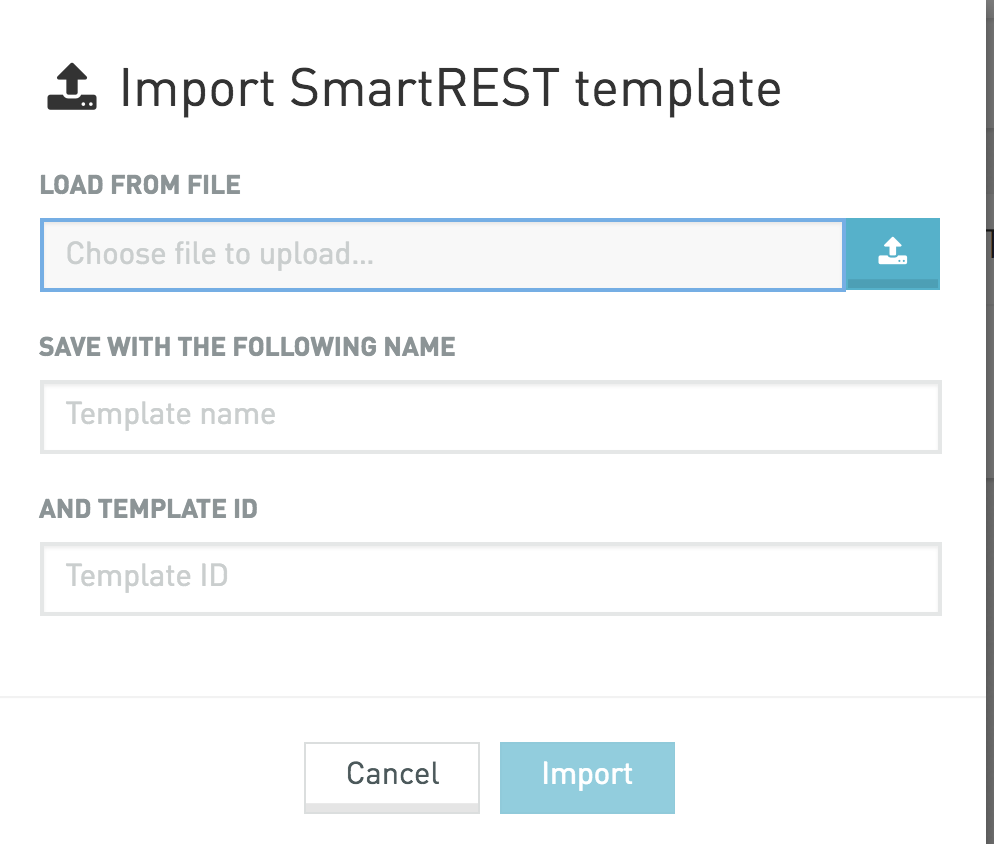 Import SmartREST template
LOAD FROM FILE
Choose file to upload...
SAVE WITH THE FOLLOWING NAME
Template name
AND TEMPLATE ID
Template ID
Cancel Import